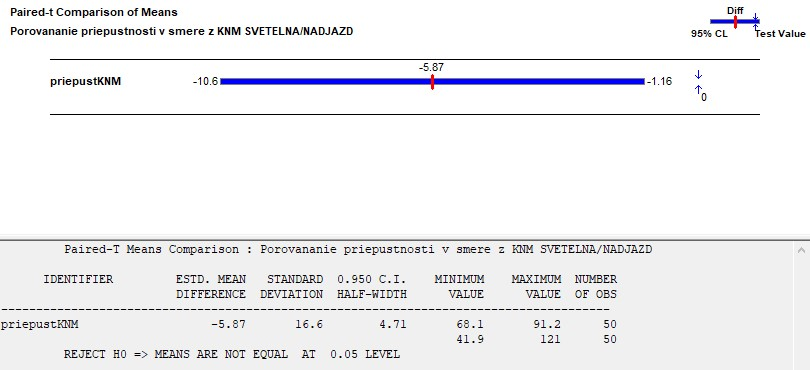 Paired-t Comparison of Means
Porovananie priepustnosti v smere z KNM SVETELNA/NADJAZD
Diff
95% CL Test Value
-5.87
priepustKNM -10.6 -1.16
0
Paired-T Means Comparison : Porovananie priepustnosti v smere z KNM SVETELNA/NADJAZD
IDENTIFIER ESTD. MEAN STANDARD 0.950 C.I. MINIMUM MAXIMUM NUMBER
DIFFERENCE DEVIATION HALF-WIDTH VALUE VALUE OF OBS
priepustKNM -5.87 16.6 4.71 68.1 91.2 50
41.9 121 50
REJECT H0 => MEANS ARE NOT EQUAL AT 0.05 LEVEL